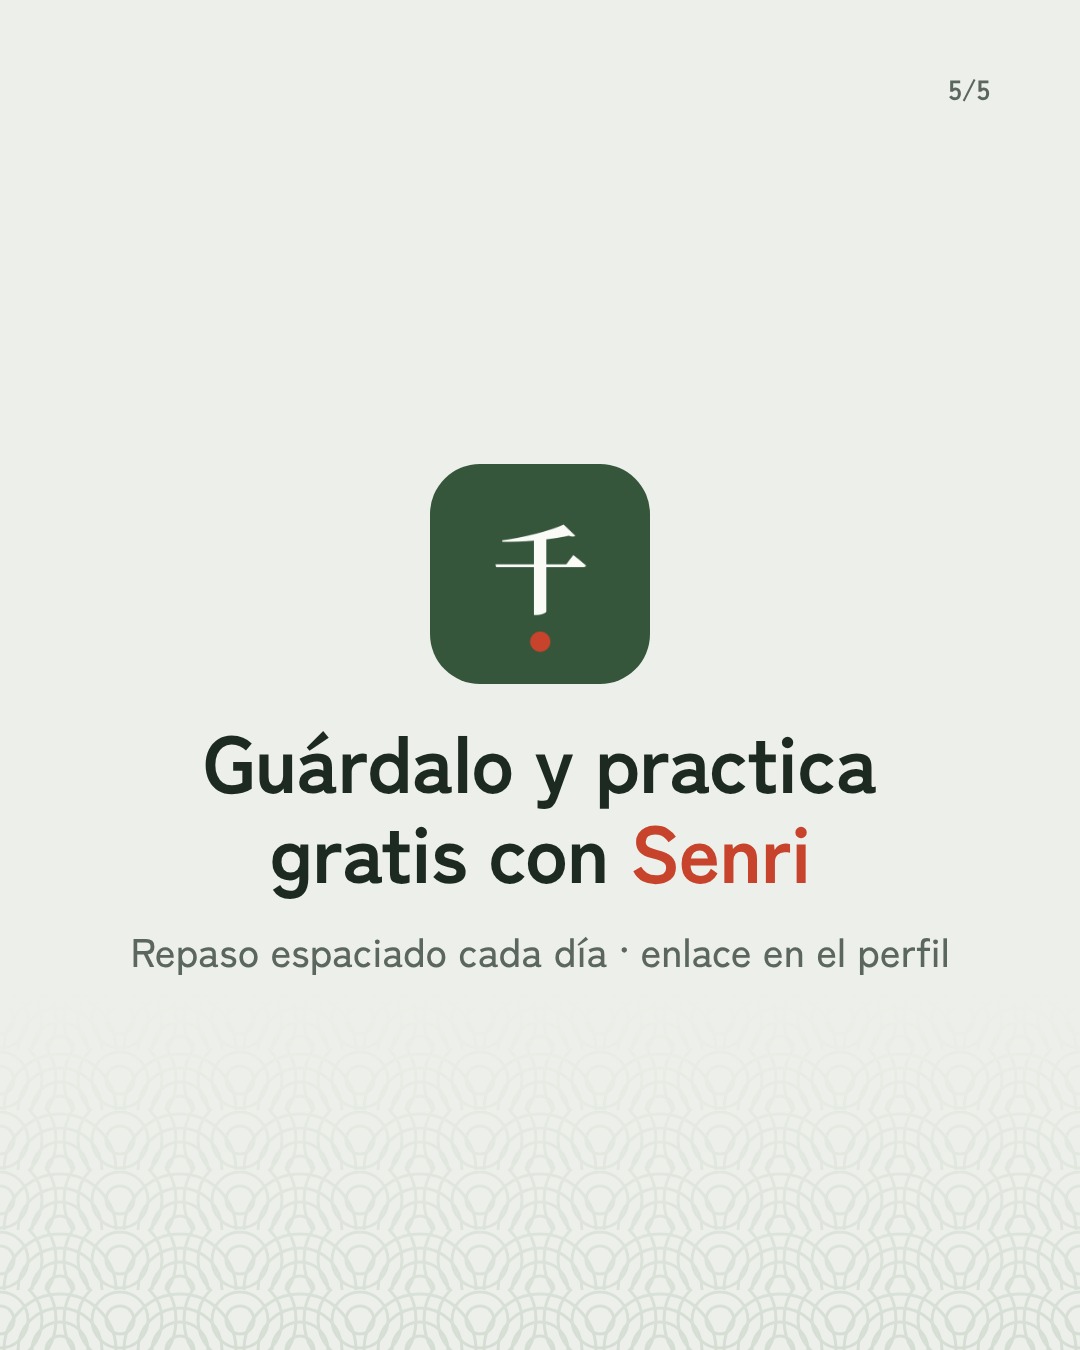 5/5
千
Guárdalo y practica
gratis con Senri
Repaso espaciado cada día · enlace en el perfil